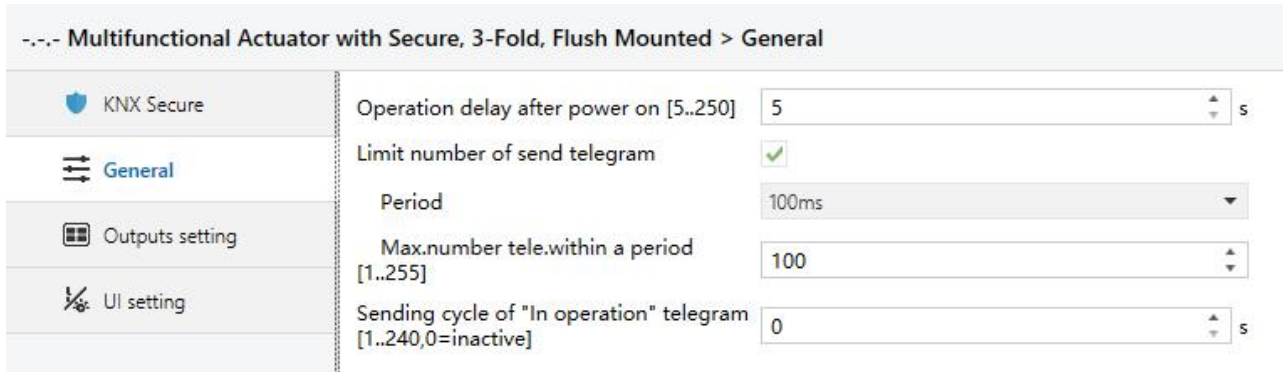 -.-.- Multifunctional Actuator with Secure, 3-Fold, Flush Mounted > General
KNX Secure
General
Outputs setting
UI setting
Operation delay after power on [5..250] 5 s
Limit number of send telegram
Period 100ms
Max.number tele.within a period
[1..255] 100
Sending cycle of "In operation" telegram
[1..240,0=inactive] 0 s